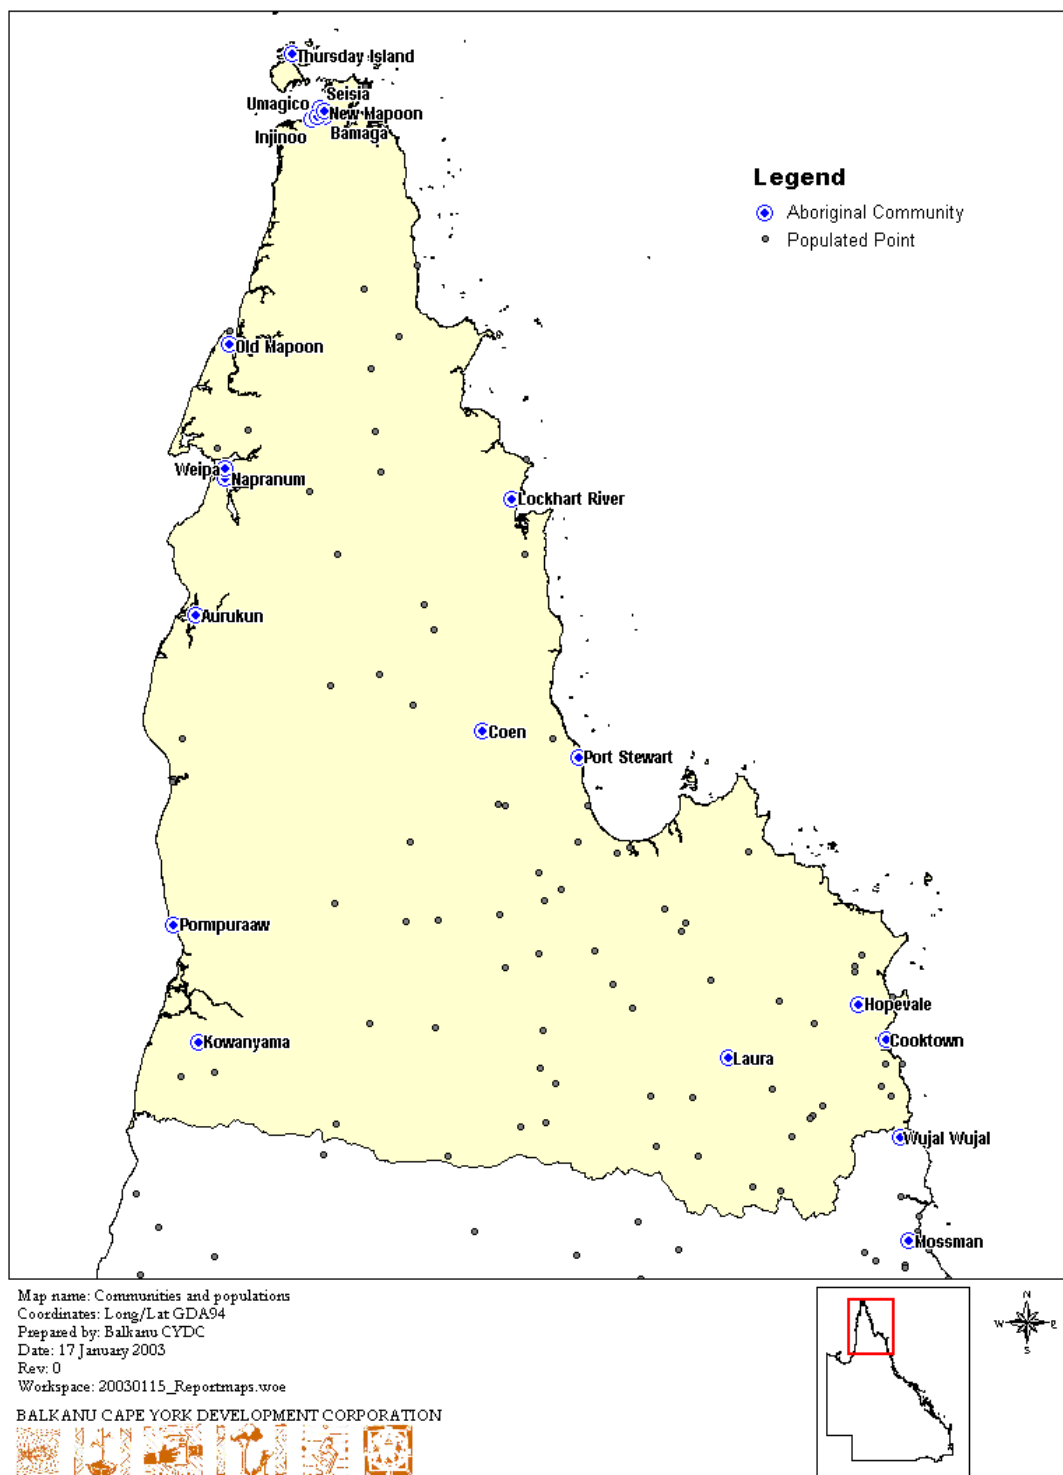 Thursday Island
Seisia
Umagico
New Mapoon
Injinoo
Bamaga
Legend
Aboriginal Community
Populated Point
Old Mapoon
Weipa
Napranum
Lockhart River
Aurukun
Coen
Port Stewart
Pormpuraaw
Hopevale
Kowanyama
Cooktown
Laura
Wujal Wujal
Mossman
Map name: Communities and populations
Coordinates: Long/Lat GDA94
Prepared by: Balkanu CYDC
Date: 17 January 2003
Rev: 0
Workspace: 20030115_Reportmaps.woe
BALKANU CAPE YORK DEVELOPMENT CORPORATION
N
W E
S